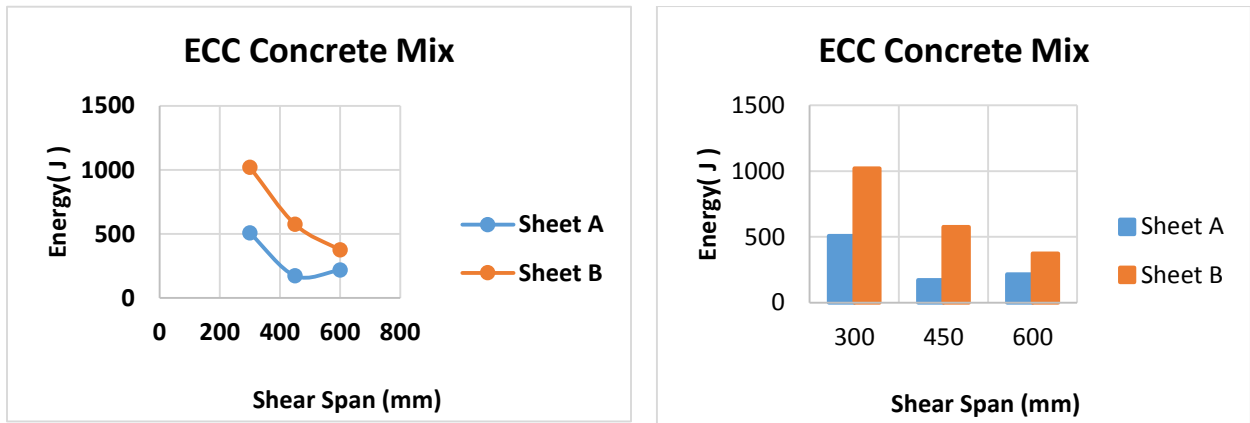 ECC Concrete Mix
1500
1000
500
0
Energy( J )
0 200 400 600 800
Shear Span (mm)
Sheet A
Sheet B
ECC Concrete Mix
1500
1000
500
0
Energy( J )
300 450 600
Shear Span (mm)
Sheet A
Sheet B